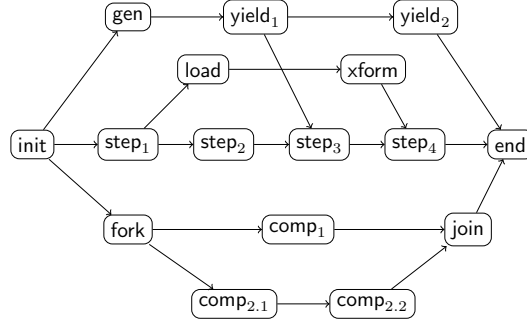 gen yield₁ yield₂
load xform
init step₁ step₂ step₃ step₄ end
fork comp₁ join
comp₂.₁ comp₂.₂